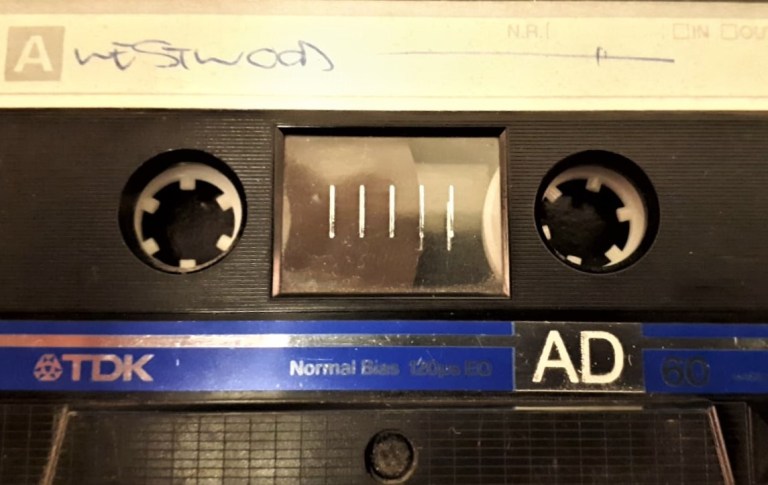 A WESTWOOD N.R. IN OUT
TDK Normal Bias 120µs EQ AD 60